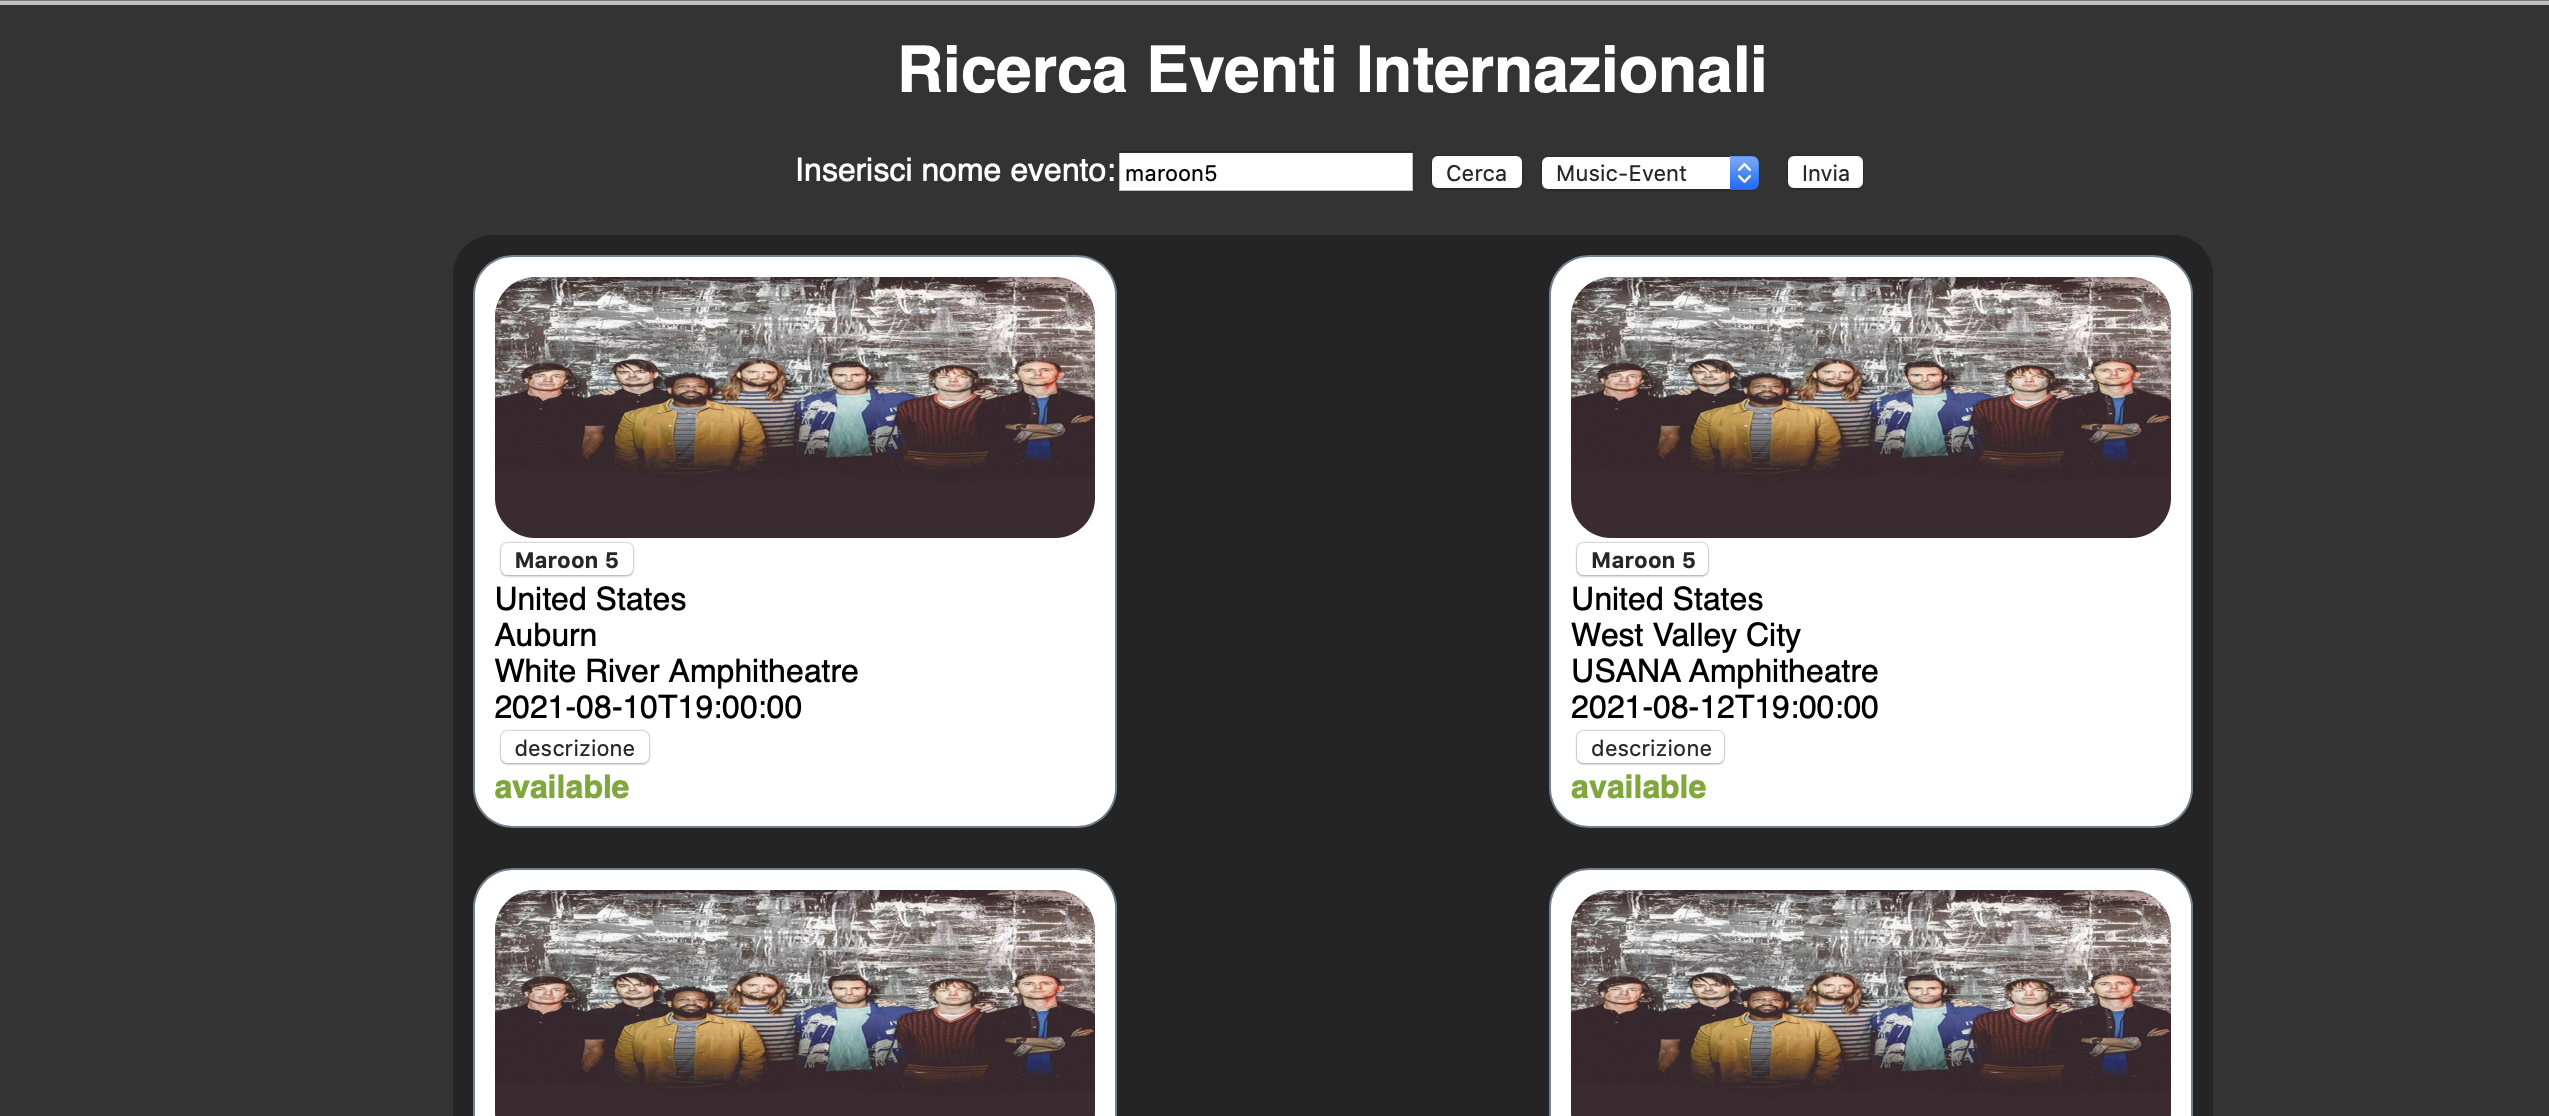 Ricerca Eventi Internazionali
Inserisci nome evento: maroon5 Cerca Music-Event Invia
Maroon 5
United States
Auburn
White River Amphitheatre
2021-08-10T19:00:00
descrizione
available
Maroon 5
United States
West Valley City
USANA Amphitheatre
2021-08-12T19:00:00
descrizione
available